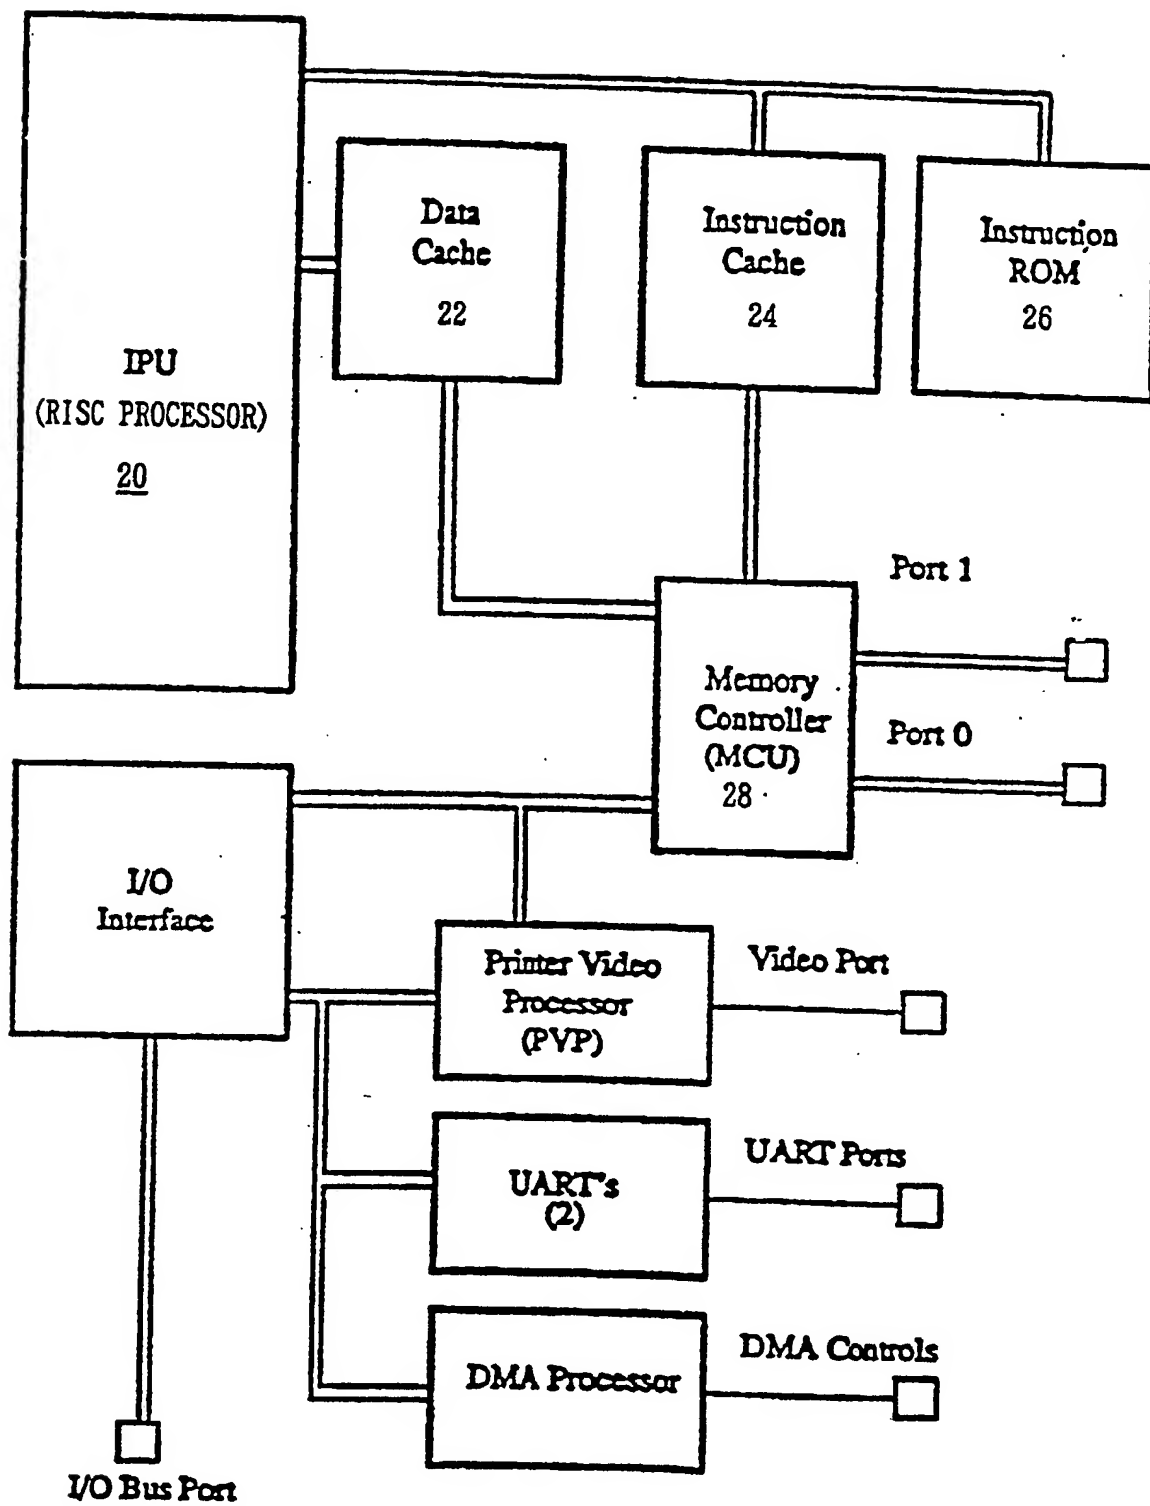 Data
Cache
22
Instruction
Cache
24
Instruction
ROM
26
IPU
(RISC PROCESSOR)
20
Port 1
Memory
Controller
(MCU)
28
Port 0
I/O
Interface
Printer Video
Processor
(PVP)
Video Port
UART's
(2)
UART Ports
DMA Processor
DMA Controls
I/O Bus Port